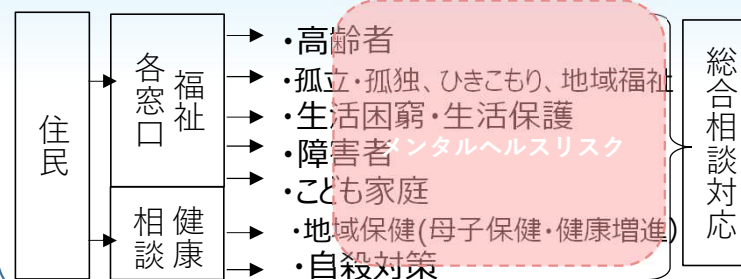 住民
福祉
各窓口
健康
相談
・高齢者
・孤立・孤独、ひきこもり、地域福祉
・生活困窮・生活保護
・障害者
メンタルヘルスリスク
・こども家庭
・地域保健(母子保健・健康増進)
・自殺対策
総合相談対応